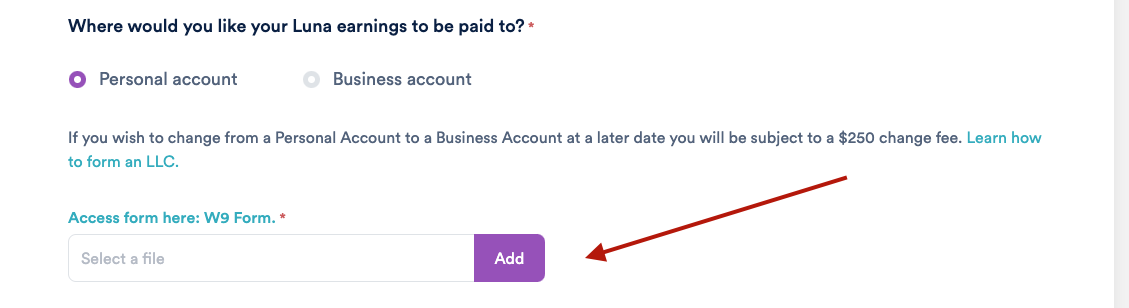 Where would you like your Luna earnings to be paid to? *
Personal account
Business account
If you wish to change from a Personal Account to a Business Account at a later date you will be subject to a $250 change fee. Learn how
to form an LLC.
Access form here: W9 Form. *
Select a file
Add